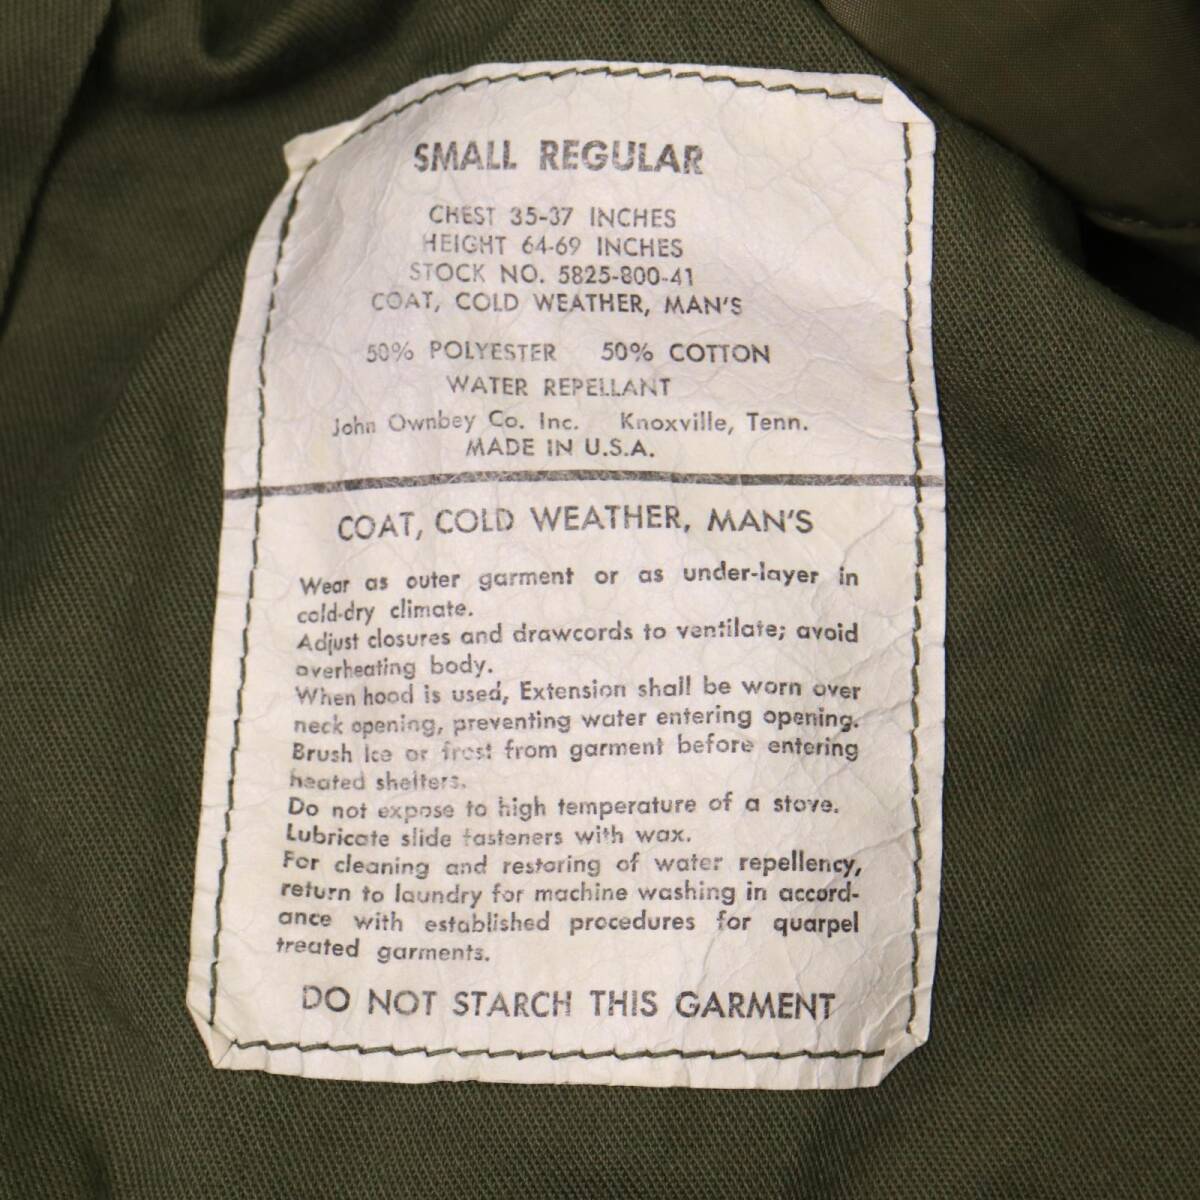 SMALL REGULAR
CHEST 35-37 INCHES
HEIGHT 64-69 INCHES
STOCK NO. 5825-800-41
COAT, COLD WEATHER, MAN'S
50% POLYESTER 50% COTTON
WATER REPELLANT
John Ownbey Co. Inc. Knoxville, Tenn.
MADE IN U.S.A.
COAT, COLD WEATHER, MAN'S
Wear as outer garment or as under-layer in
cold-dry climate.
Adjust closures and drawcords to ventilate; avoid
overheating body.
When hood is used, Extension shall be worn over
neck opening, preventing water entering opening.
Brush Ice or frost from garment before entering
heated shelters.
Do not expose to high temperature of a stove.
Lubricate slide fasteners with wax.
For cleaning and restoring of water repellency,
return to laundry for machine washing in accord-
ance with established procedures for quarpel
treated garments.
DO NOT STARCH THIS GARMENT